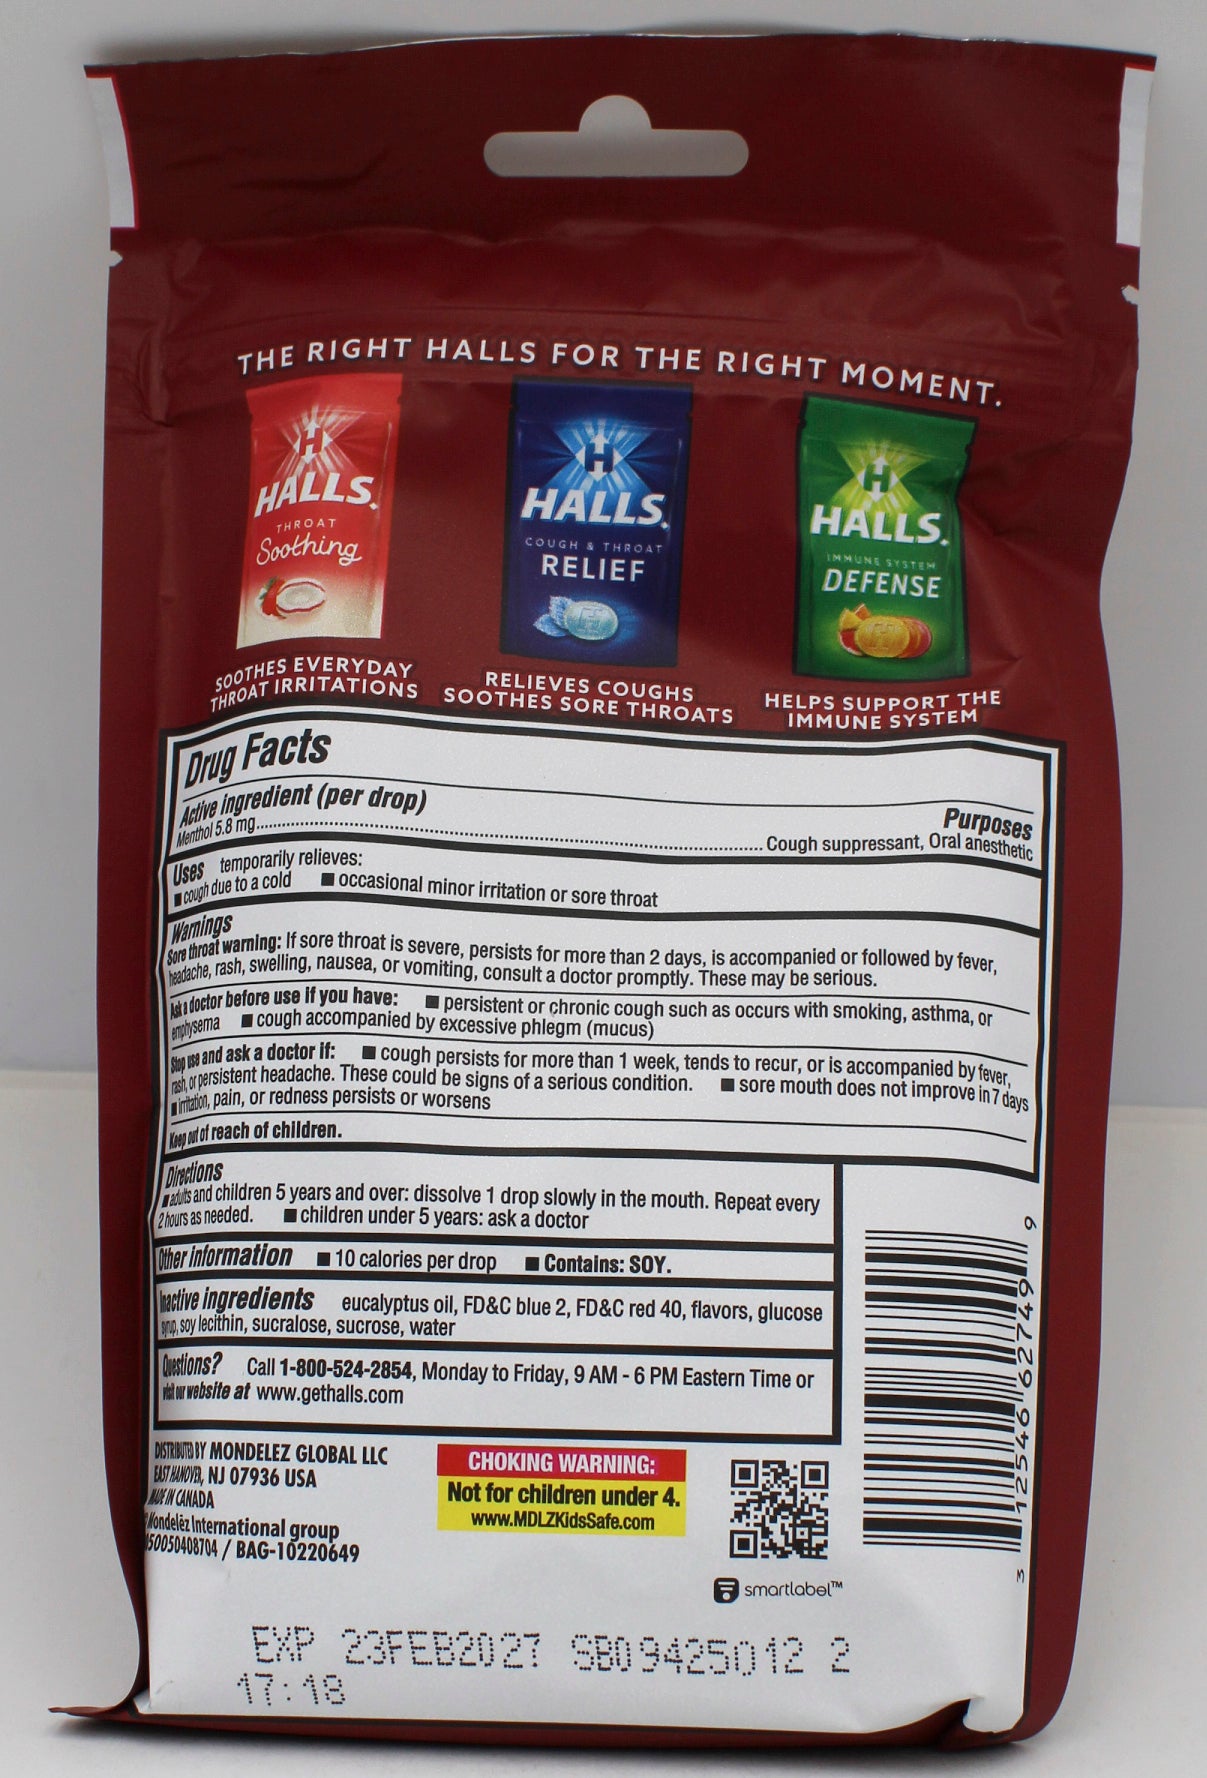 THE RIGHT HALLS FOR THE RIGHT MOMENT.
H
HALLS.
THROAT
Soothing
H
HALLS.
COUGH & THROAT
RELIEF
H
HALLS.
IMMUNE SYSTEM
DEFENSE
SOOTHES EVERYDAY
THROAT IRRITATIONS
RELIEVES COUGHS
SOOTHES SORE THROATS
HELPS SUPPORT THE
IMMUNE SYSTEM
Drug Facts
Active ingredient (per drop) Purposes
Menthol 5.8 mg.......... Cough suppressant, Oral anesthetic
Uses temporarily relieves:
■ cough due to a cold ■ occasional minor irritation or sore throat
Warnings
Sore throat warning: If sore throat is severe, persists for more than 2 days, is accompanied or followed by fever,
headache, rash, swelling, nausea, or vomiting, consult a doctor promptly. These may be serious.
Ask a doctor before use if you have: ■ persistent or chronic cough such as occurs with smoking, asthma, or
emphysema ■ cough accompanied by excessive phlegm (mucus)
Stop use and ask a doctor if: ■ cough persists for more than 1 week, tends to recur, or is accompanied by fever,
rash, or persistent headache. These could be signs of a serious condition. ■ sore mouth does not improve in 7 days
■ irritation, pain, or redness persists or worsens
Keep out of reach of children.
Directions
■ adults and children 5 years and over: dissolve 1 drop slowly in the mouth. Repeat every
2 hours as needed. ■ children under 5 years: ask a doctor
Other information ■ 10 calories per drop ■ Contains: SOY.
Inactive ingredients eucalyptus oil, FD&C blue 2, FD&C red 40, flavors, glucose
syrup, soy lecithin, sucralose, sucrose, water
Questions? Call 1-800-524-2854, Monday to Friday, 9 AM - 6 PM Eastern Time or
visit our website at www.gethalls.com
3 12546 62749 9
DISTRIBUTED BY MONDELEZ GLOBAL LLC
EAST HANOVER, NJ 07936 USA
MADE IN CANADA
© Mondelēz International group
050050408704 / BAG-10220649
CHOKING WARNING:
Not for children under 4.
www.MDLZKidsSafe.com
smartlabel™
EXP 23FEB2027 SB09425012 2
17:18